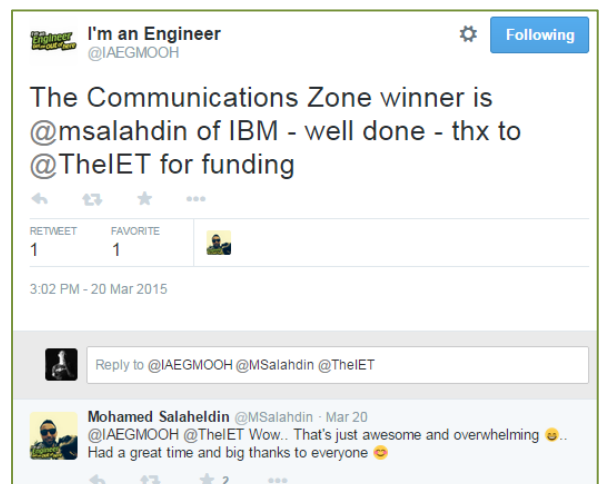 I'm an Engineer
@IAEGMOOH
Following
The Communications Zone winner is
@msalahdin of IBM - well done - thx to
@TheIET for funding
RETWEET FAVORITE
1 1
3:02 PM - 20 Mar 2015
Reply to @IAEGMOOH @MSalahdin @TheIET
Mohamed Salaheldin @MSalahdin · Mar 20
@IAEGMOOH @TheIET Wow.. That's just awesome and overwhelming 😄..
Had a great time and big thanks to everyone 😊
2